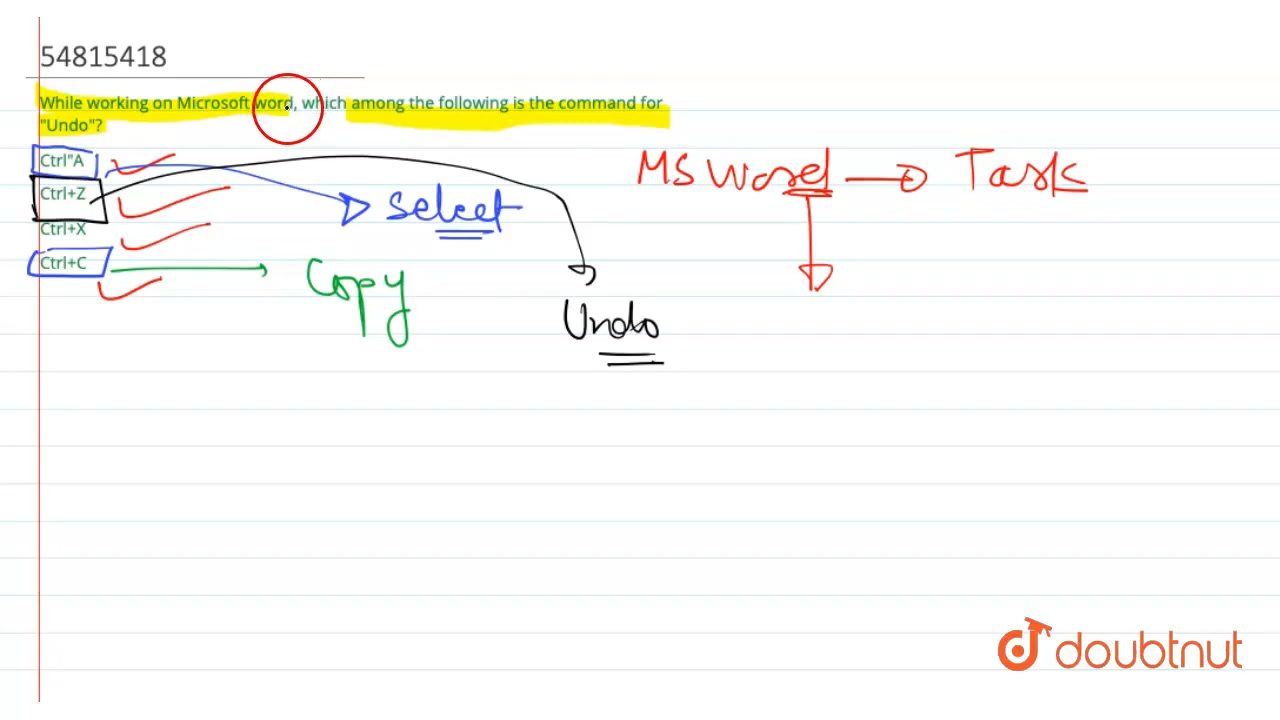 54815418
While working on Microsoft word, which among the following is the command for
"Undo"?
Ctrl"A
Ctrl+Z
Ctrl+X
Ctrl+C
MS Word Task
Select
Copy
Undo
doubtnut